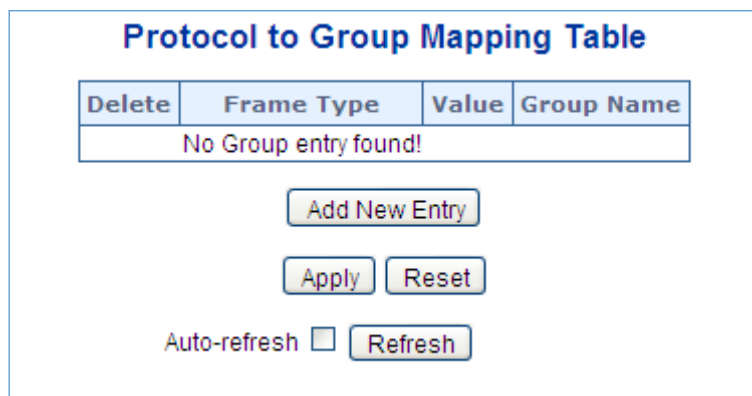 Protocol to Group Mapping Table
Delete Frame Type Value Group Name
No Group entry found!
Add New Entry
Apply Reset
Auto-refresh Refresh